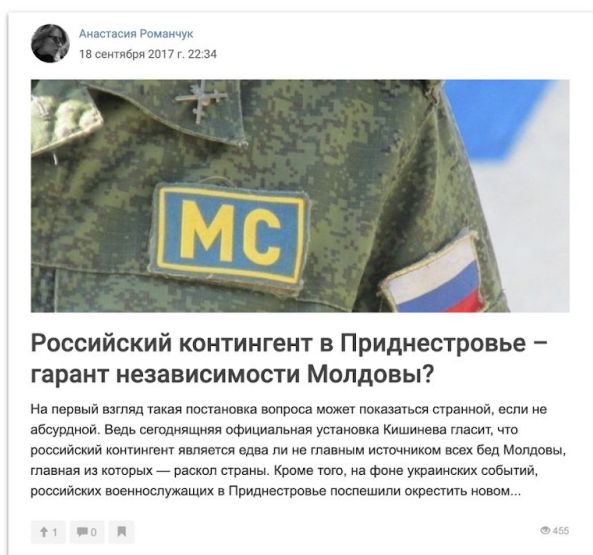 Анастасия Романчук
18 сентября 2017 г. 22:34
МС
Российский контингент в Приднестровье –
гарант независимости Молдовы?
На первый взгляд такая постановка вопроса может показаться странной, если не
абсурдной. Ведь сегодняшняя официальная установка Кишинева гласит, что
российский контингент является едва ли не главным источником всех бед Молдовы,
главная из которых — раскол страны. Кроме того, на фоне украинских событий,
российских военнослужащих в Приднестровье поспешили окрестить новом...
1
0
455